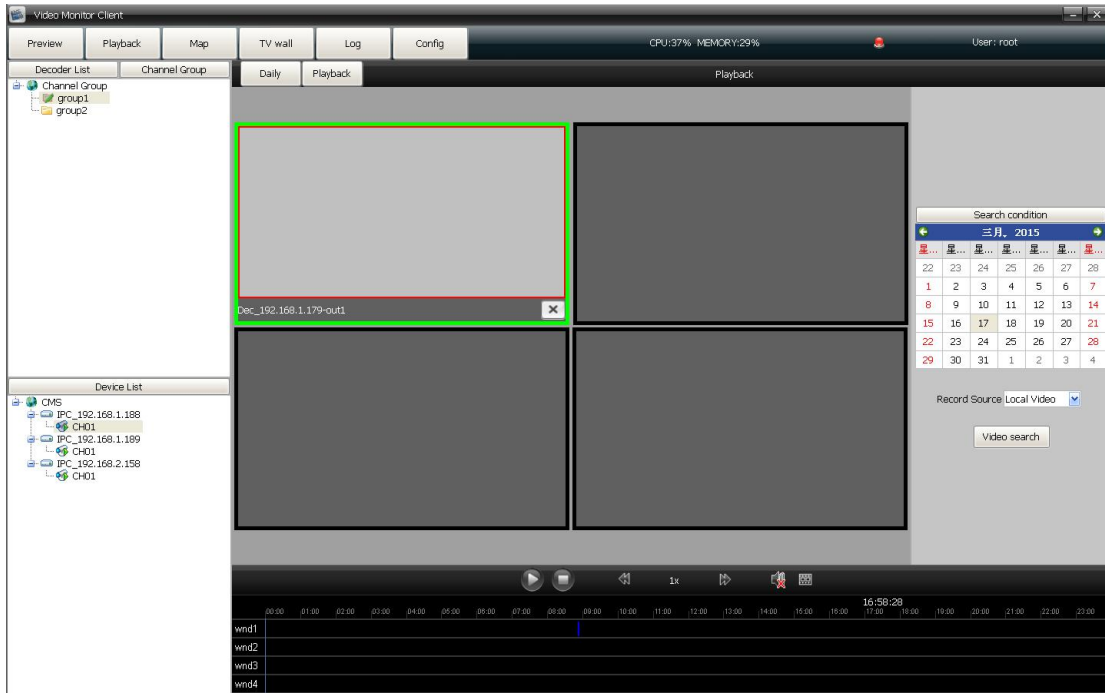 Video Monitor Client
Preview Playback Map TV wall Log Config CPU:37% MEMORY:29% User: root
Decoder List Channel Group Daily Playback Playback
Channel Group
group1
group2
Dec_192.168.1.179-out1
Search condition
三月, 2015
星... 星... 星... 星... 星... 星... 星...
22 23 24 25 26 27 28
1 2 3 4 5 6 7
8 9 10 11 12 13 14
15 16 17 18 19 20 21
22 23 24 25 26 27 28
29 30 31 1 2 3 4
Record Source Local Video
Video search
Device List
CMS
IPC_192.168.1.188
CH01
IPC_192.168.1.189
CH01
IPC_192.168.2.158
CH01
1x
16:58:28
00:00 01:00 02:00 03:00 04:00 05:00 06:00 07:00 08:00 09:00 10:00 11:00 12:00 13:00 14:00 15:00 16:00 17:00 18:00 19:00 20:00 21:00 22:00 23:00
wnd1
wnd2
wnd3
wnd4